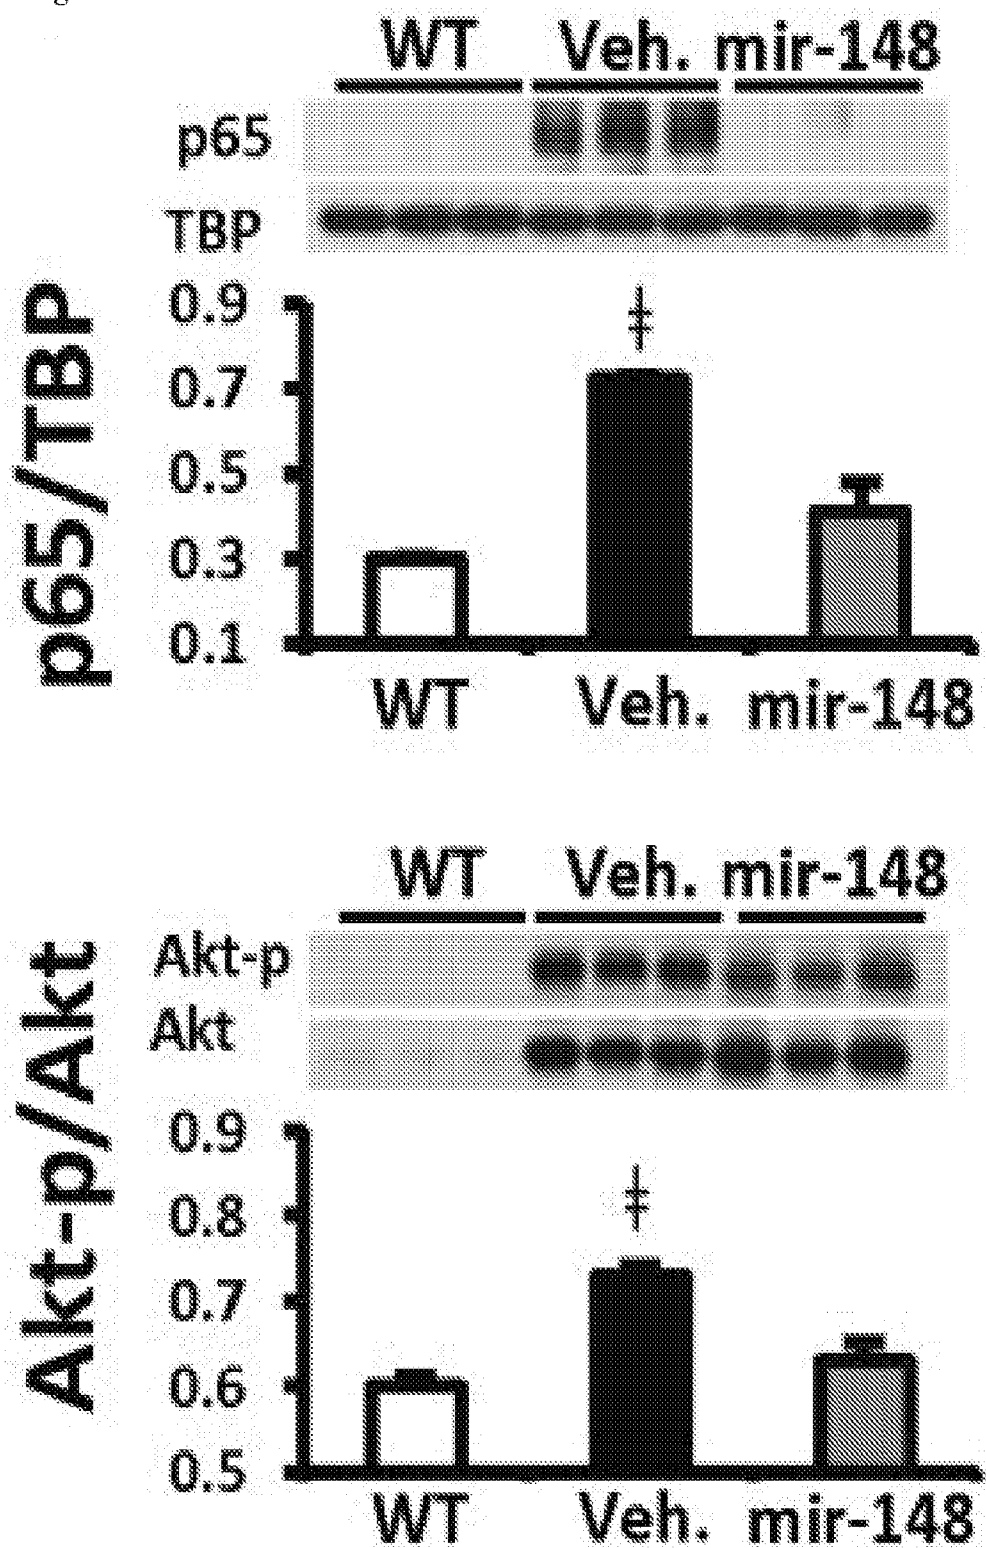 WT Veh. mir-148
p65
TBP
p65/TBP
0.9
‡
0.7
0.5
0.3
0.1
WT Veh. mir-148
WT Veh. mir-148
Akt-p
Akt
Akt-p/Akt
0.9
‡
0.8
0.7
0.6
0.5
WT Veh. mir-148